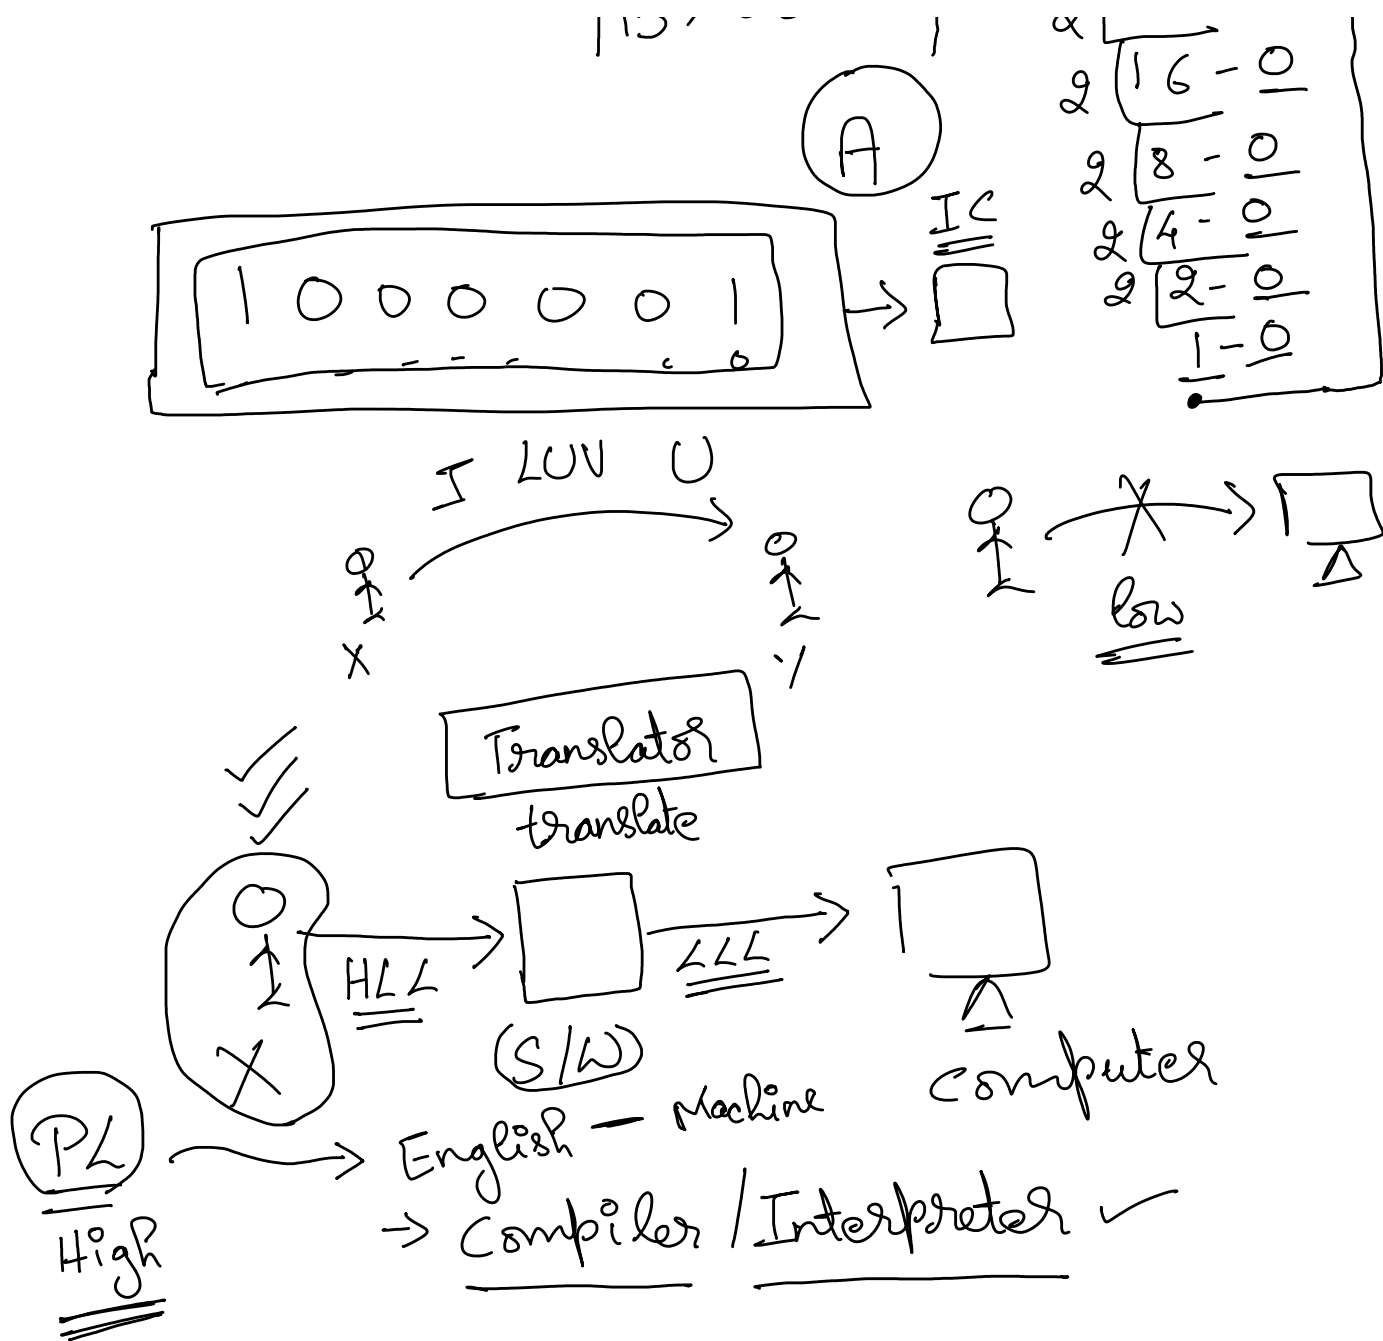 A
2 16 - 0
2 8 - 0
2 4 - 0
2 2 - 0
1 - 0
IC
1 0 0 0 0 0 1
I LUV U
X
Y
low
Translator
translate
HLL
LLL
X
(S/W)
Computer
PL
High
English - Machine
→ Compiler / Interpreter ✓